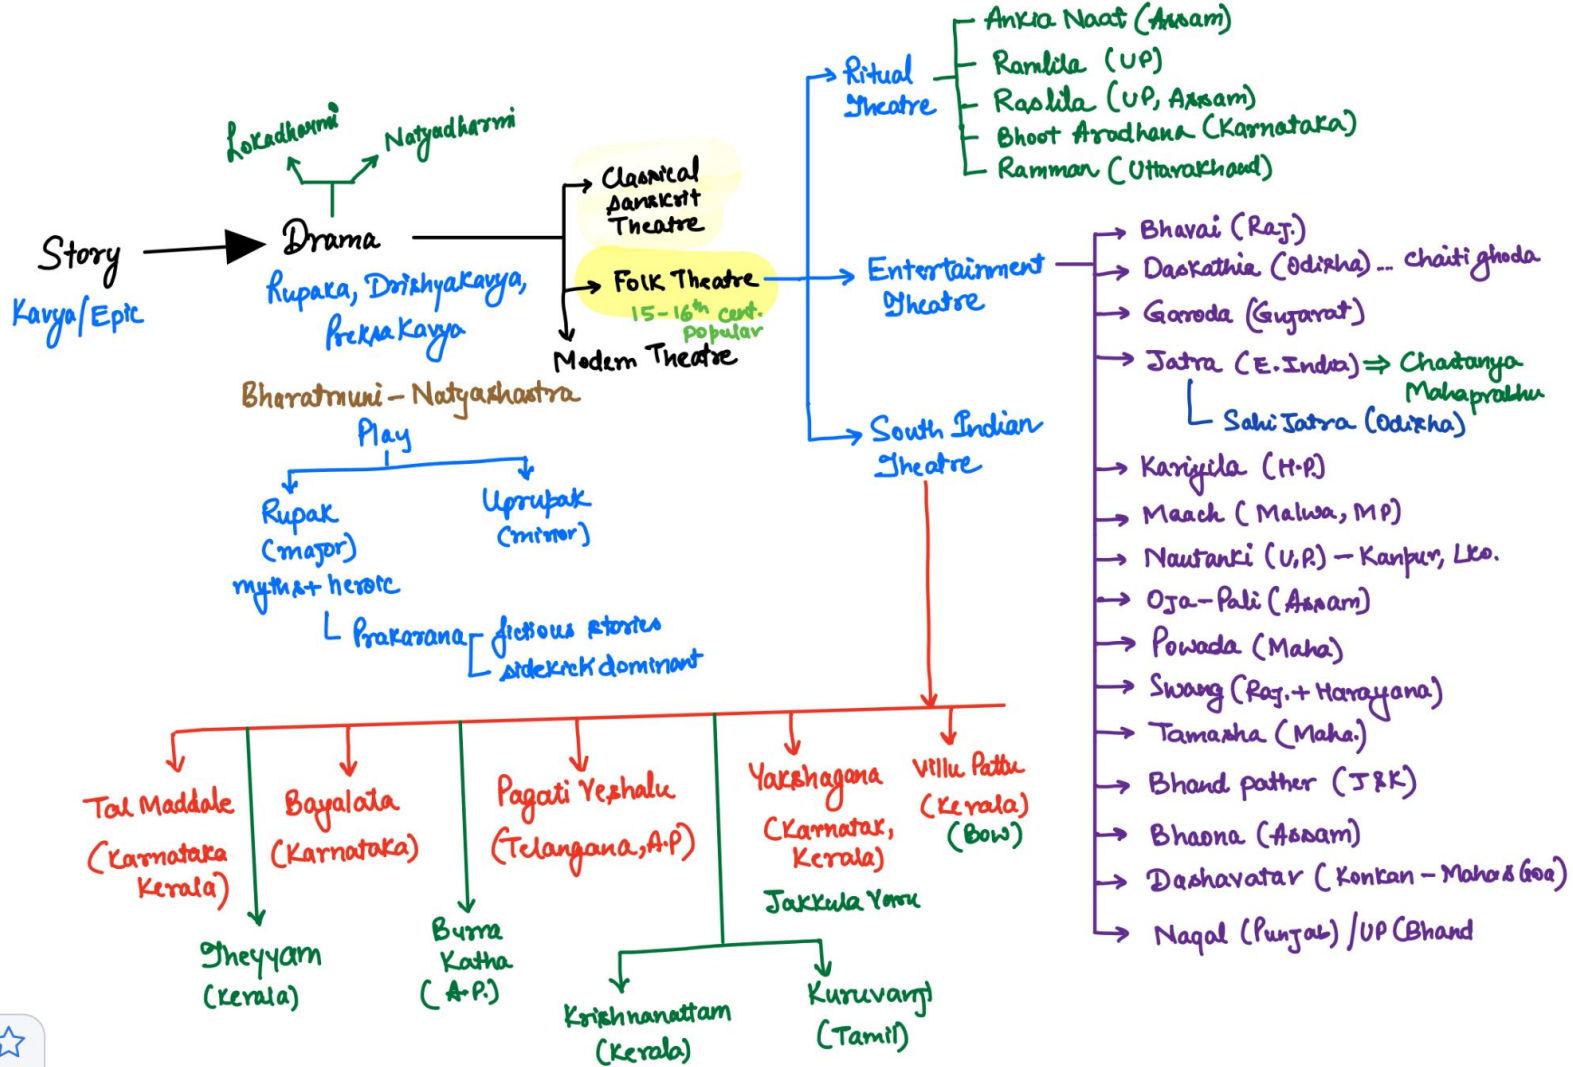 Story
Kavya/Epic
Lokadharmi
Natyadharmi
Drama
Rupaka, Drishyakavya,
Preksa Kavya
Classical
Sanskrit
Theatre
Folk Theatre
15-16th cent.
popular
Modern Theatre
Bharatmuni - Natyashastra
Play
Rupak
(major)
myths + heroic
Uprupak
(minor)
Prakarana
fictious stories
sidekick dominant
Ritual
Theatre
Ankia Naat (Assam)
Ramlila (UP)
Raslila (UP, Assam)
Bhoot Aradhana (Karnataka)
Ramman (Uttarakhand)
Entertainment
Theatre
Bhavai (Raj.)
Daskathia (Odisha) ... Chaiti ghoda
Garoda (Gujarat)
Jatra (E. India) ⇒ Chaitanya
Mahaprabhu
Sahi Jatra (Odisha)
Kariyila (H.P)
Maach (Malwa, MP)
Nautanki (U.P.) - Kanpur, Lko.
Oja-Pali (Assam)
Powada (Maha)
Swang (Raj. + Harayana)
Tamasha (Maha.)
Bhand pather (J&K)
Bhaona (Assam)
Dashavatar (Konkan - Maha & Goa)
Naqal (Punjab) / UP (Bhand
South Indian
Theatre
Tal Maddale
(Karnataka
Kerala)
Theyyam
(Kerala)
Bayalata
(Karnataka)
Burra
Katha
(A.P.)
Pagati Veshalu
(Telangana, A.P)
Krishnanattam
(Kerala)
Kuruvanji
(Tamil)
Yakshagana
(Karnatak,
Kerala)
Jakkula
Villu Pattu
(Kerala)
(Bow)